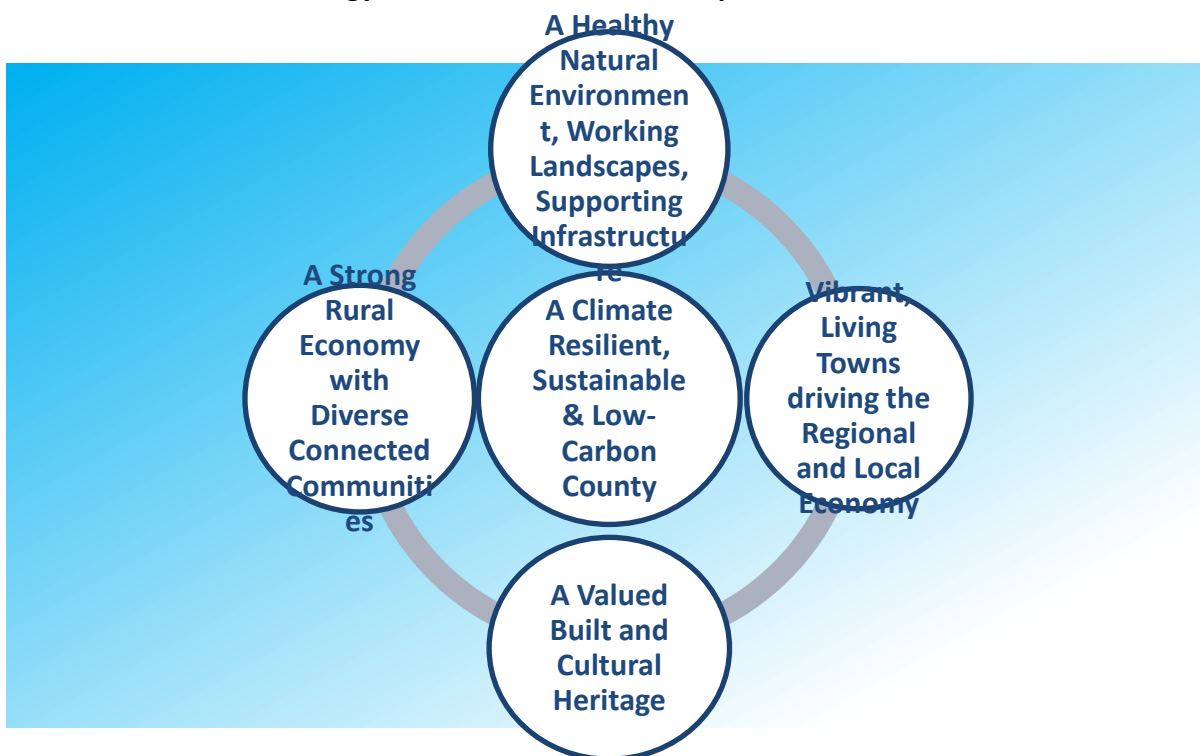 A Healthy
Natural
Environmen
t, Working
Landscapes,
Supporting
Infrastructu
re
A Strong
Rural
Economy
with
Diverse
Connected
Communiti
es
A Climate
Resilient,
Sustainable
& Low-
Carbon
County
Vibrant,
Living
Towns
driving the
Regional
and Local
Economy
A Valued
Built and
Cultural
Heritage